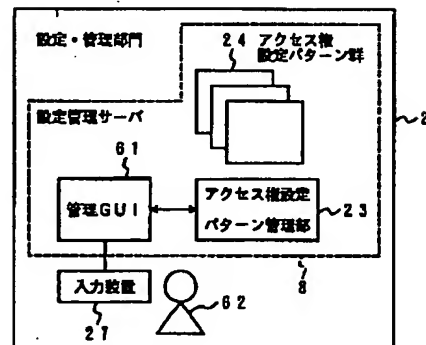 設定・管理部門
24 アクセス権
設定パターン群
設定管理サーバ
61
管理GUI
アクセス権設定
パターン管理部
23
2
8
入力装置
27
62